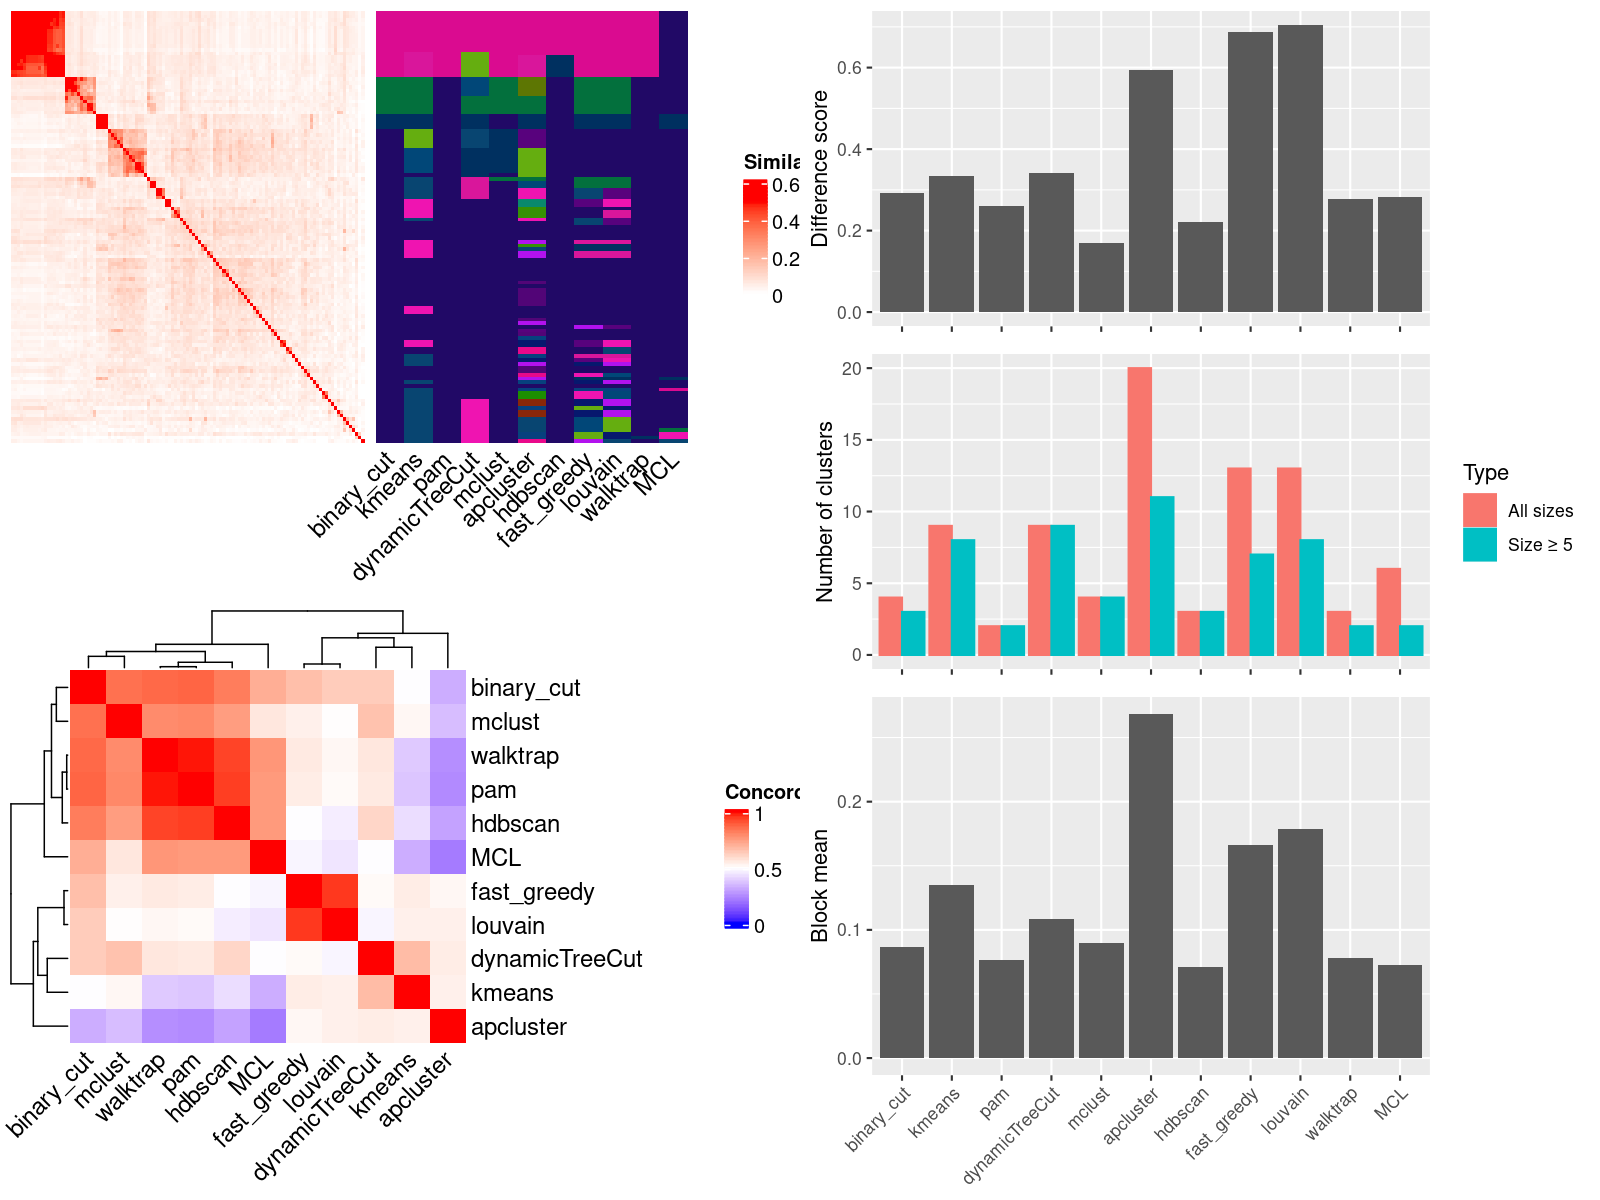 Simila
0.6
0.4
0.2
0
binary_cut
kmeans
pam
dynamicTreeCut
mclust
apcluster
hdbscan
fast_greedy
louvain
walktrap
MCL
binary_cut
mclust
walktrap
pam
hdbscan
MCL
fast_greedy
louvain
dynamicTreeCut
kmeans
apcluster
binary_cut
mclust
walktrap
pam
hdbscan
MCL
fast_greedy
louvain
dynamicTreeCut
kmeans
apcluster
Concord
1
0.5
0
Difference score
0.6
0.4
0.2
0.0
Number of clusters
20
15
10
5
0
Type
All sizes
Size ≥ 5
Block mean
0.2
0.1
0.0
binary_cut
kmeans
pam
dynamicTreeCut
mclust
apcluster
hdbscan
fast_greedy
louvain
walktrap
MCL